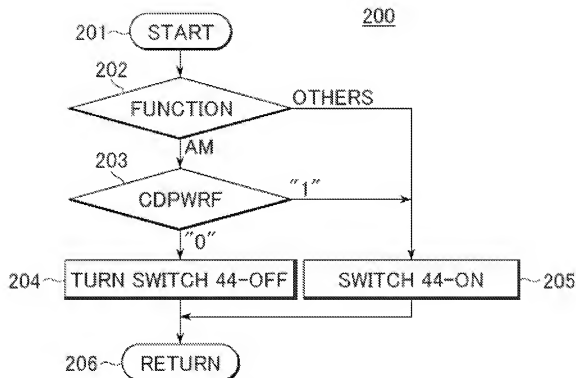 200
201 START
202
FUNCTION OTHERS
AM
203
CDPWRF "1"
"0"
204 TURN SWITCH 44-OFF SWITCH 44-ON 205
206 RETURN